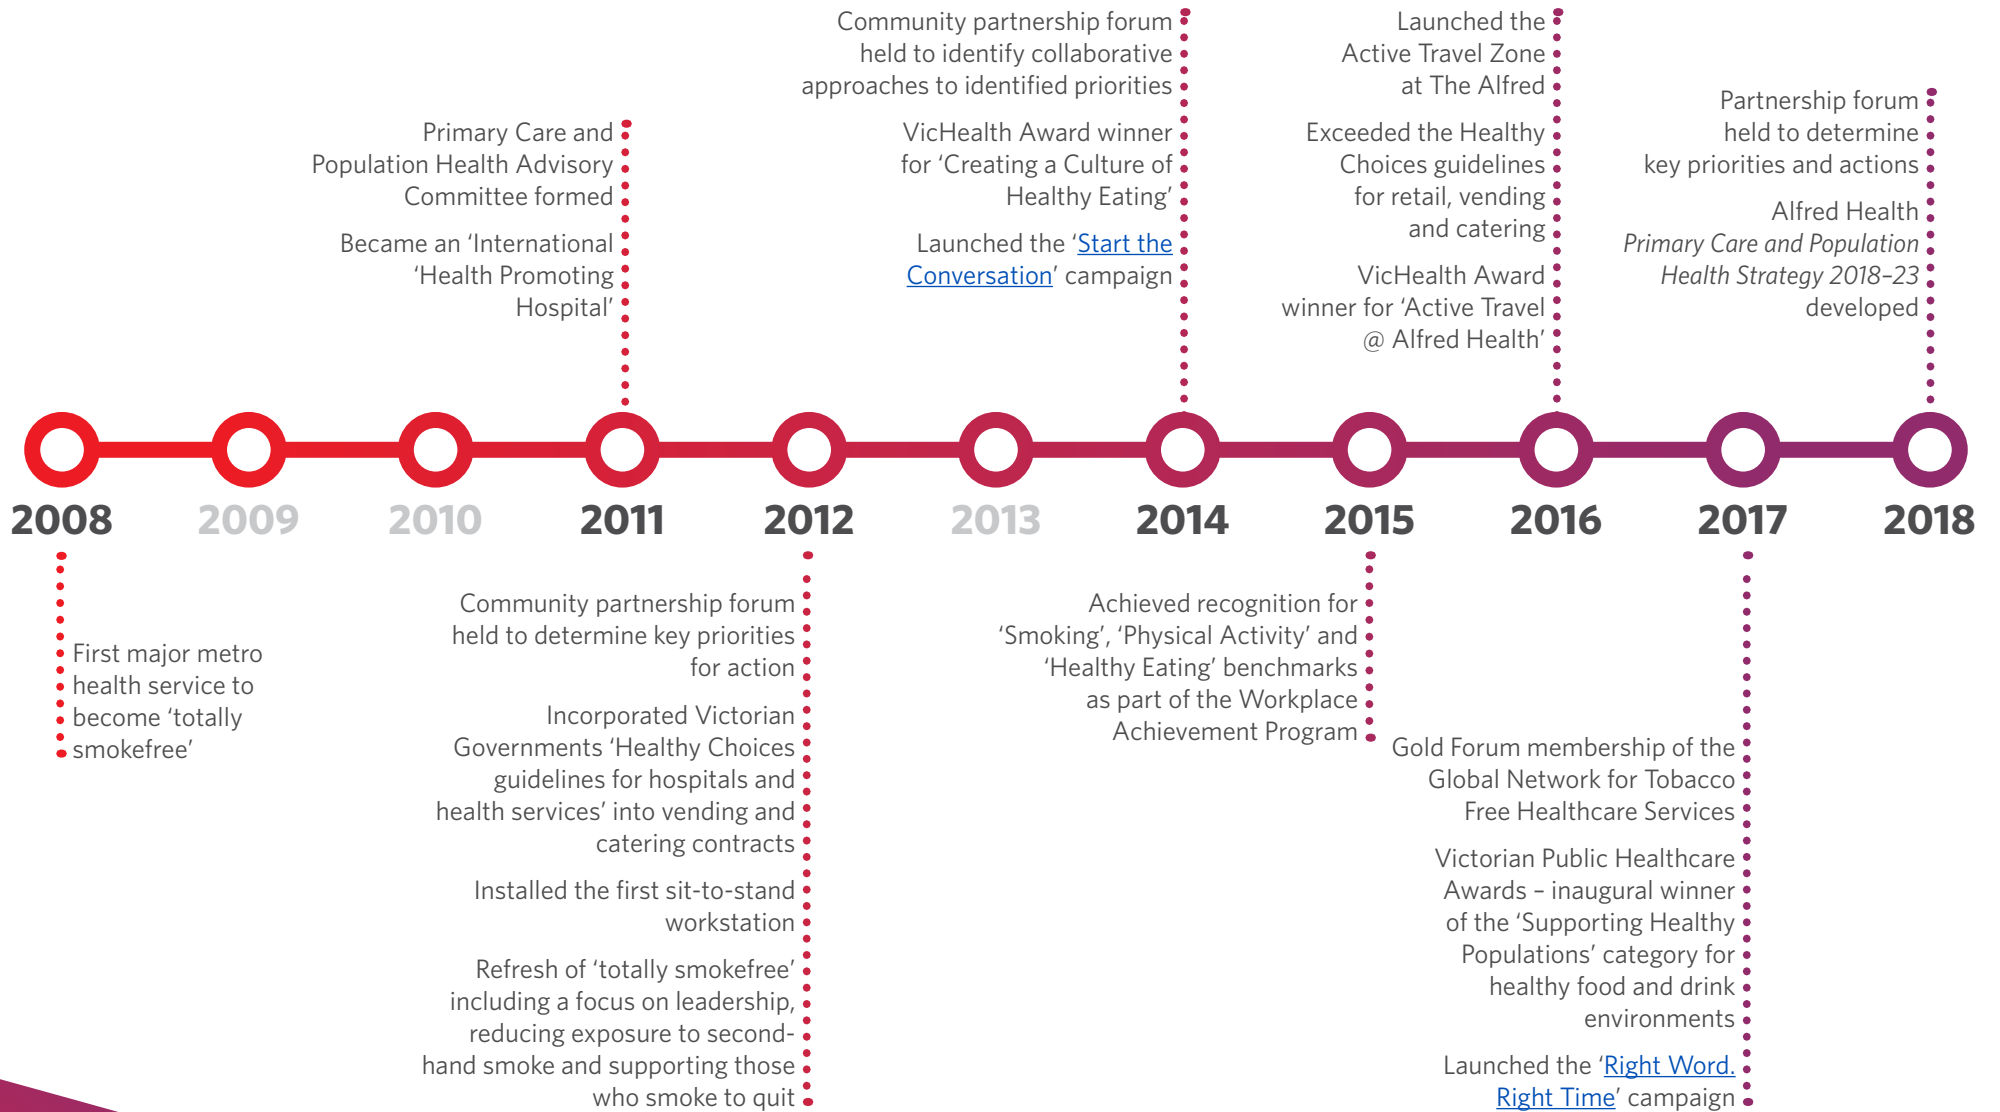 Community partnership forum
held to identify collaborative
approaches to identified priorities
VicHealth Award winner
for ‘Creating a Culture of
Healthy Eating’
Launched the ‘Start the
Conversation’ campaign
Launched the
Active Travel Zone
at The Alfred
Exceeded the Healthy
Choices guidelines
for retail, vending
and catering
VicHealth Award
winner for ‘Active Travel
@ Alfred Health’
Primary Care and
Population Health Advisory
Committee formed
Became an ‘International
‘Health Promoting
Hospital’
Partnership forum
held to determine
key priorities and actions
Alfred Health
Primary Care and Population
Health Strategy 2018–23
developed
2008
2009
2010
2011
2012
2013
2014
2015
2016
2017
2018
First major metro
health service to
become ‘totally
smokefree’
Community partnership forum
held to determine key priorities
for action
Incorporated Victorian
Governments ‘Healthy Choices
guidelines for hospitals and
health services’ into vending and
catering contracts
Installed the first sit-to-stand
workstation
Refresh of ‘totally smokefree’
including a focus on leadership,
reducing exposure to second-
hand smoke and supporting those
who smoke to quit
Achieved recognition for
‘Smoking’, ‘Physical Activity’ and
‘Healthy Eating’ benchmarks
as part of the Workplace
Achievement Program
Gold Forum membership of the
Global Network for Tobacco
Free Healthcare Services
Victorian Public Healthcare
Awards – inaugural winner
of the ‘Supporting Healthy
Populations’ category for
healthy food and drink
environments
Launched the ‘Right Word.
Right Time’ campaign